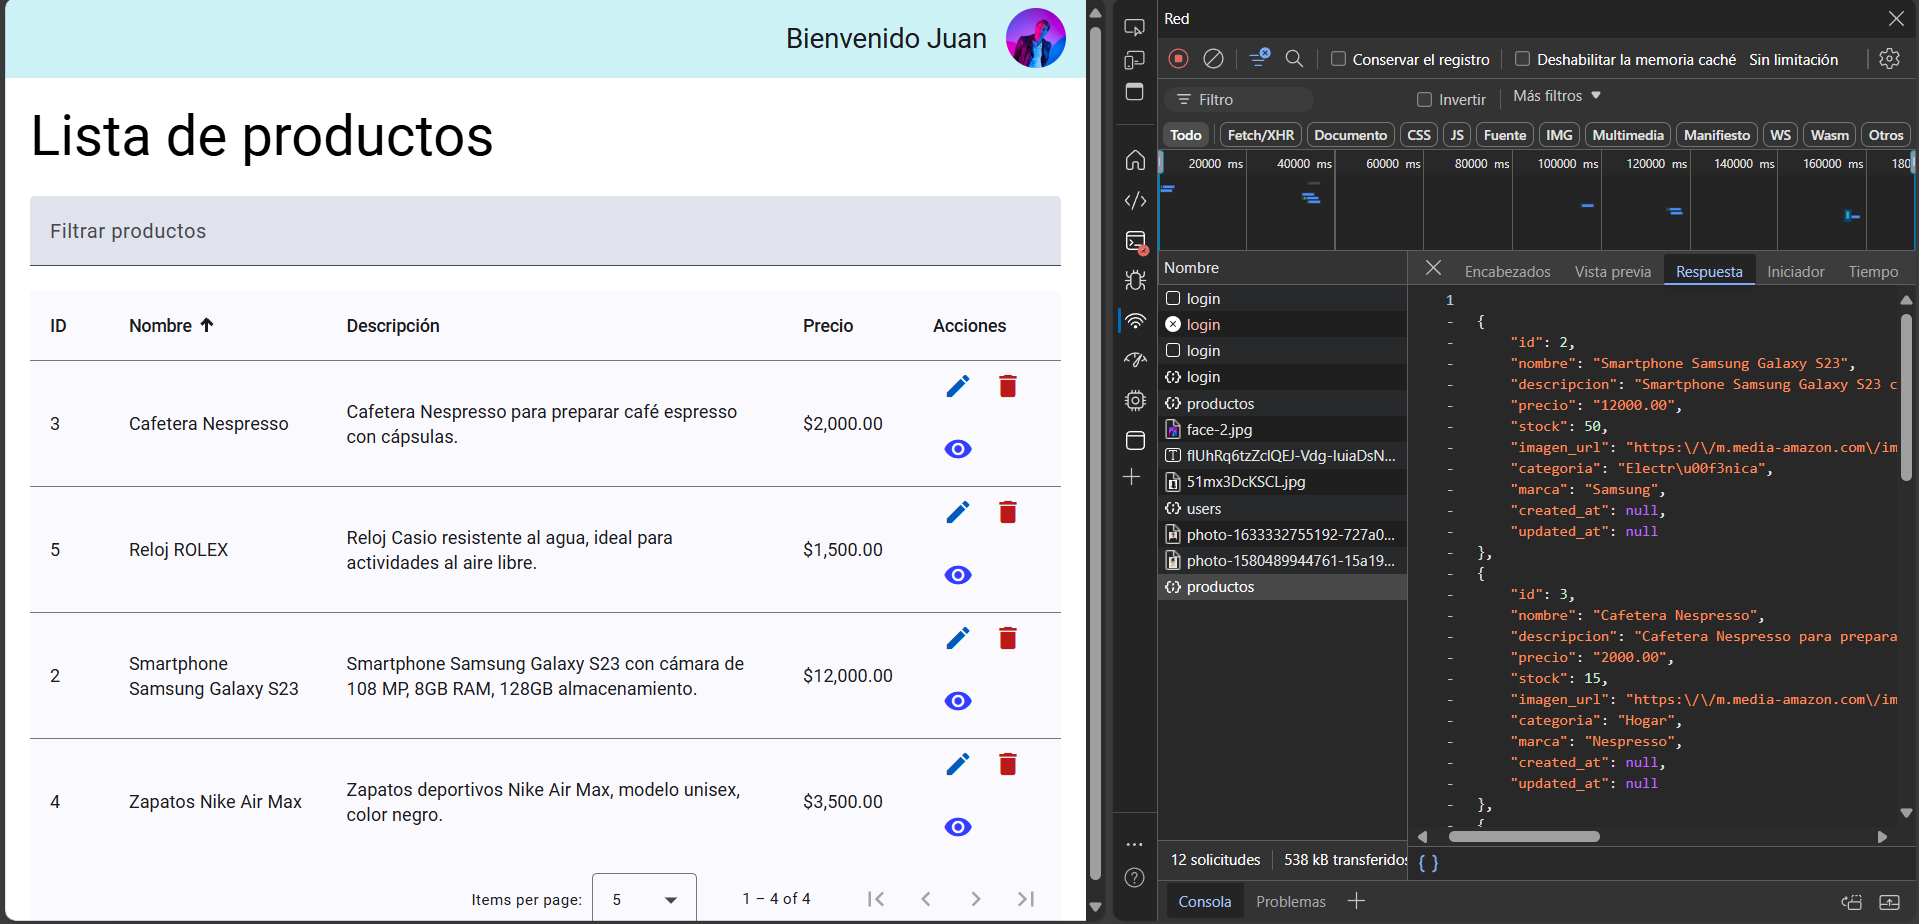 Bienvenido Juan
Lista de productos
Filtrar productos
ID Nombre Descripción Precio Acciones
3 Cafetera Nespresso Cafetera Nespresso para preparar café espresso con cápsulas. $2,000.00
5 Reloj ROLEX Reloj Casio resistente al agua, ideal para actividades al aire libre. $1,500.00
2 Smartphone Samsung Galaxy S23 Smartphone Samsung Galaxy S23 con cámara de 108 MP, 8GB RAM, 128GB almacenamiento. $12,000.00
4 Zapatos Nike Air Max Zapatos deportivos Nike Air Max, modelo unisex, color negro. $3,500.00
Items per page: 5 1 – 4 of 4
Red
Conservar el registro Deshabilitar la memoria caché Sin limitación
Filtro Invertir Más filtros
Todo Fetch/XHR Documento CSS JS Fuente IMG Multimedia Manifiesto WS Wasm Otros
20000 ms 40000 ms 60000 ms 80000 ms 100000 ms 120000 ms 140000 ms 160000 ms 180
Nombre
login
login
login
login
productos
face-2.jpg
51mx3DcKSCL.jpg
users
photo-1633332755192-727a0...
photo-1580489944761-15a19...
productos
12 solicitudes 538 kB transferidos
Encabezados Vista previa Respuesta Iniciador Tiempo
1
{
"id": 2,
"nombre": "Smartphone Samsung Galaxy S23",
"descripcion": "Smartphone Samsung Galaxy S23 c
"precio": "12000.00",
"stock": 50,
"imagen_url": "https:\/\/m.media-amazon.com\/im
"categoria": "Electr\u00f3nica",
"marca": "Samsung",
"created_at": null,
"updated_at": null
},
{
"id": 3,
"nombre": "Cafetera Nespresso",
"descripcion": "Cafetera Nespresso para prepara
"precio": "2000.00",
"stock": 15,
"imagen_url": "https:\/\/m.media-amazon.com\/im
"categoria": "Hogar",
"marca": "Nespresso",
"created_at": null,
"updated_at": null
},
{
{ }
Consola Problemas